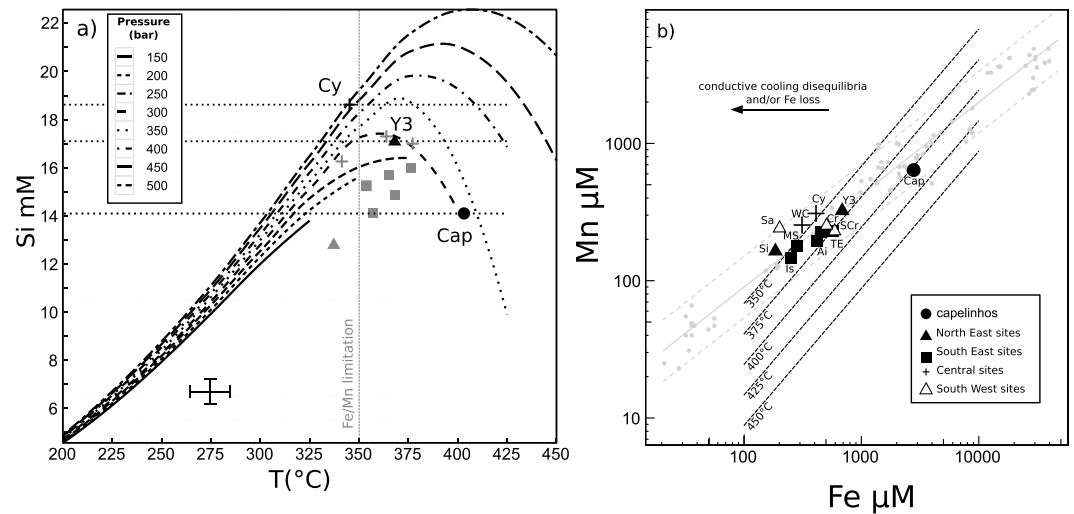 a)
Pressure
(bar)
150
200
250
300
350
400
450
500
22
20
18
16
14
12
10
8
6
Si mM
200
225
250
275
300
325
350
375
400
425
450
T(°C)
Cy
Y3
Cap
Fe/Mn limitation
b)
conductive cooling disequilibria
and/or Fe loss
1000
100
10
Mn µM
100
1000
10000
Fe µM
Cap
Cy
Y3
WC
Sa
Cr
SCr
MS
TE
Si
Ai
Is
350°C
375°C
400°C
425°C
450°C
capelinhos
North East sites
South East sites
Central sites
South West sites